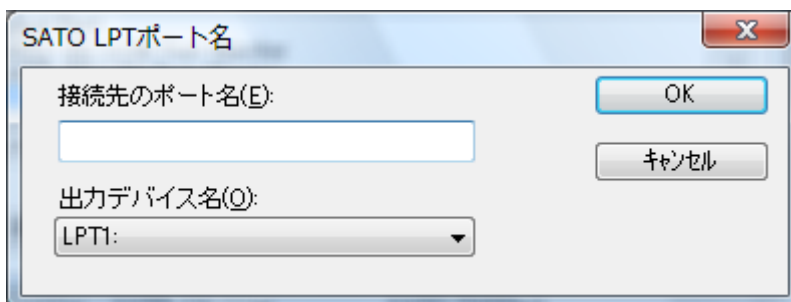 SATO LPTポート名
接続先のポート名(E):
OK
キャンセル
出力デバイス名(O):
LPT1: